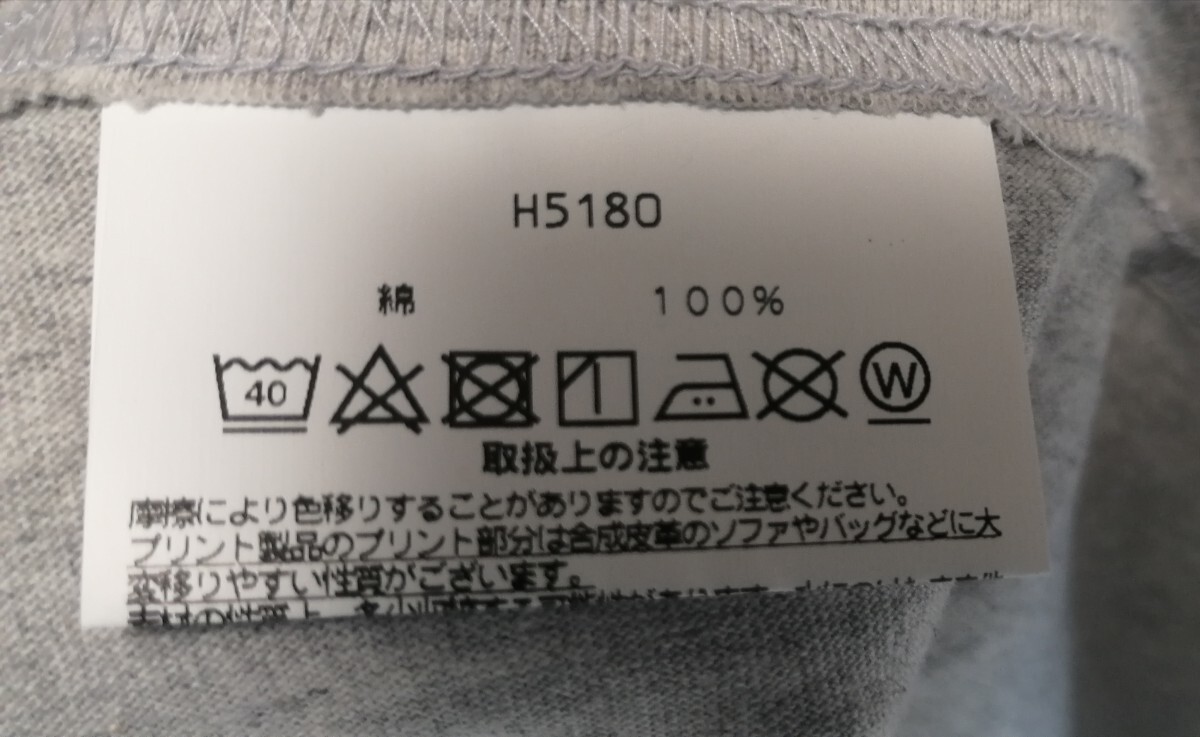 H5180
綿 100%
40
W
取扱上の注意
摩擦により色移りすることがありますのでご注意ください。
プリント製品のプリント部分は合成皮革のソファやバッグなどに大
変移りやすい性質がございます。